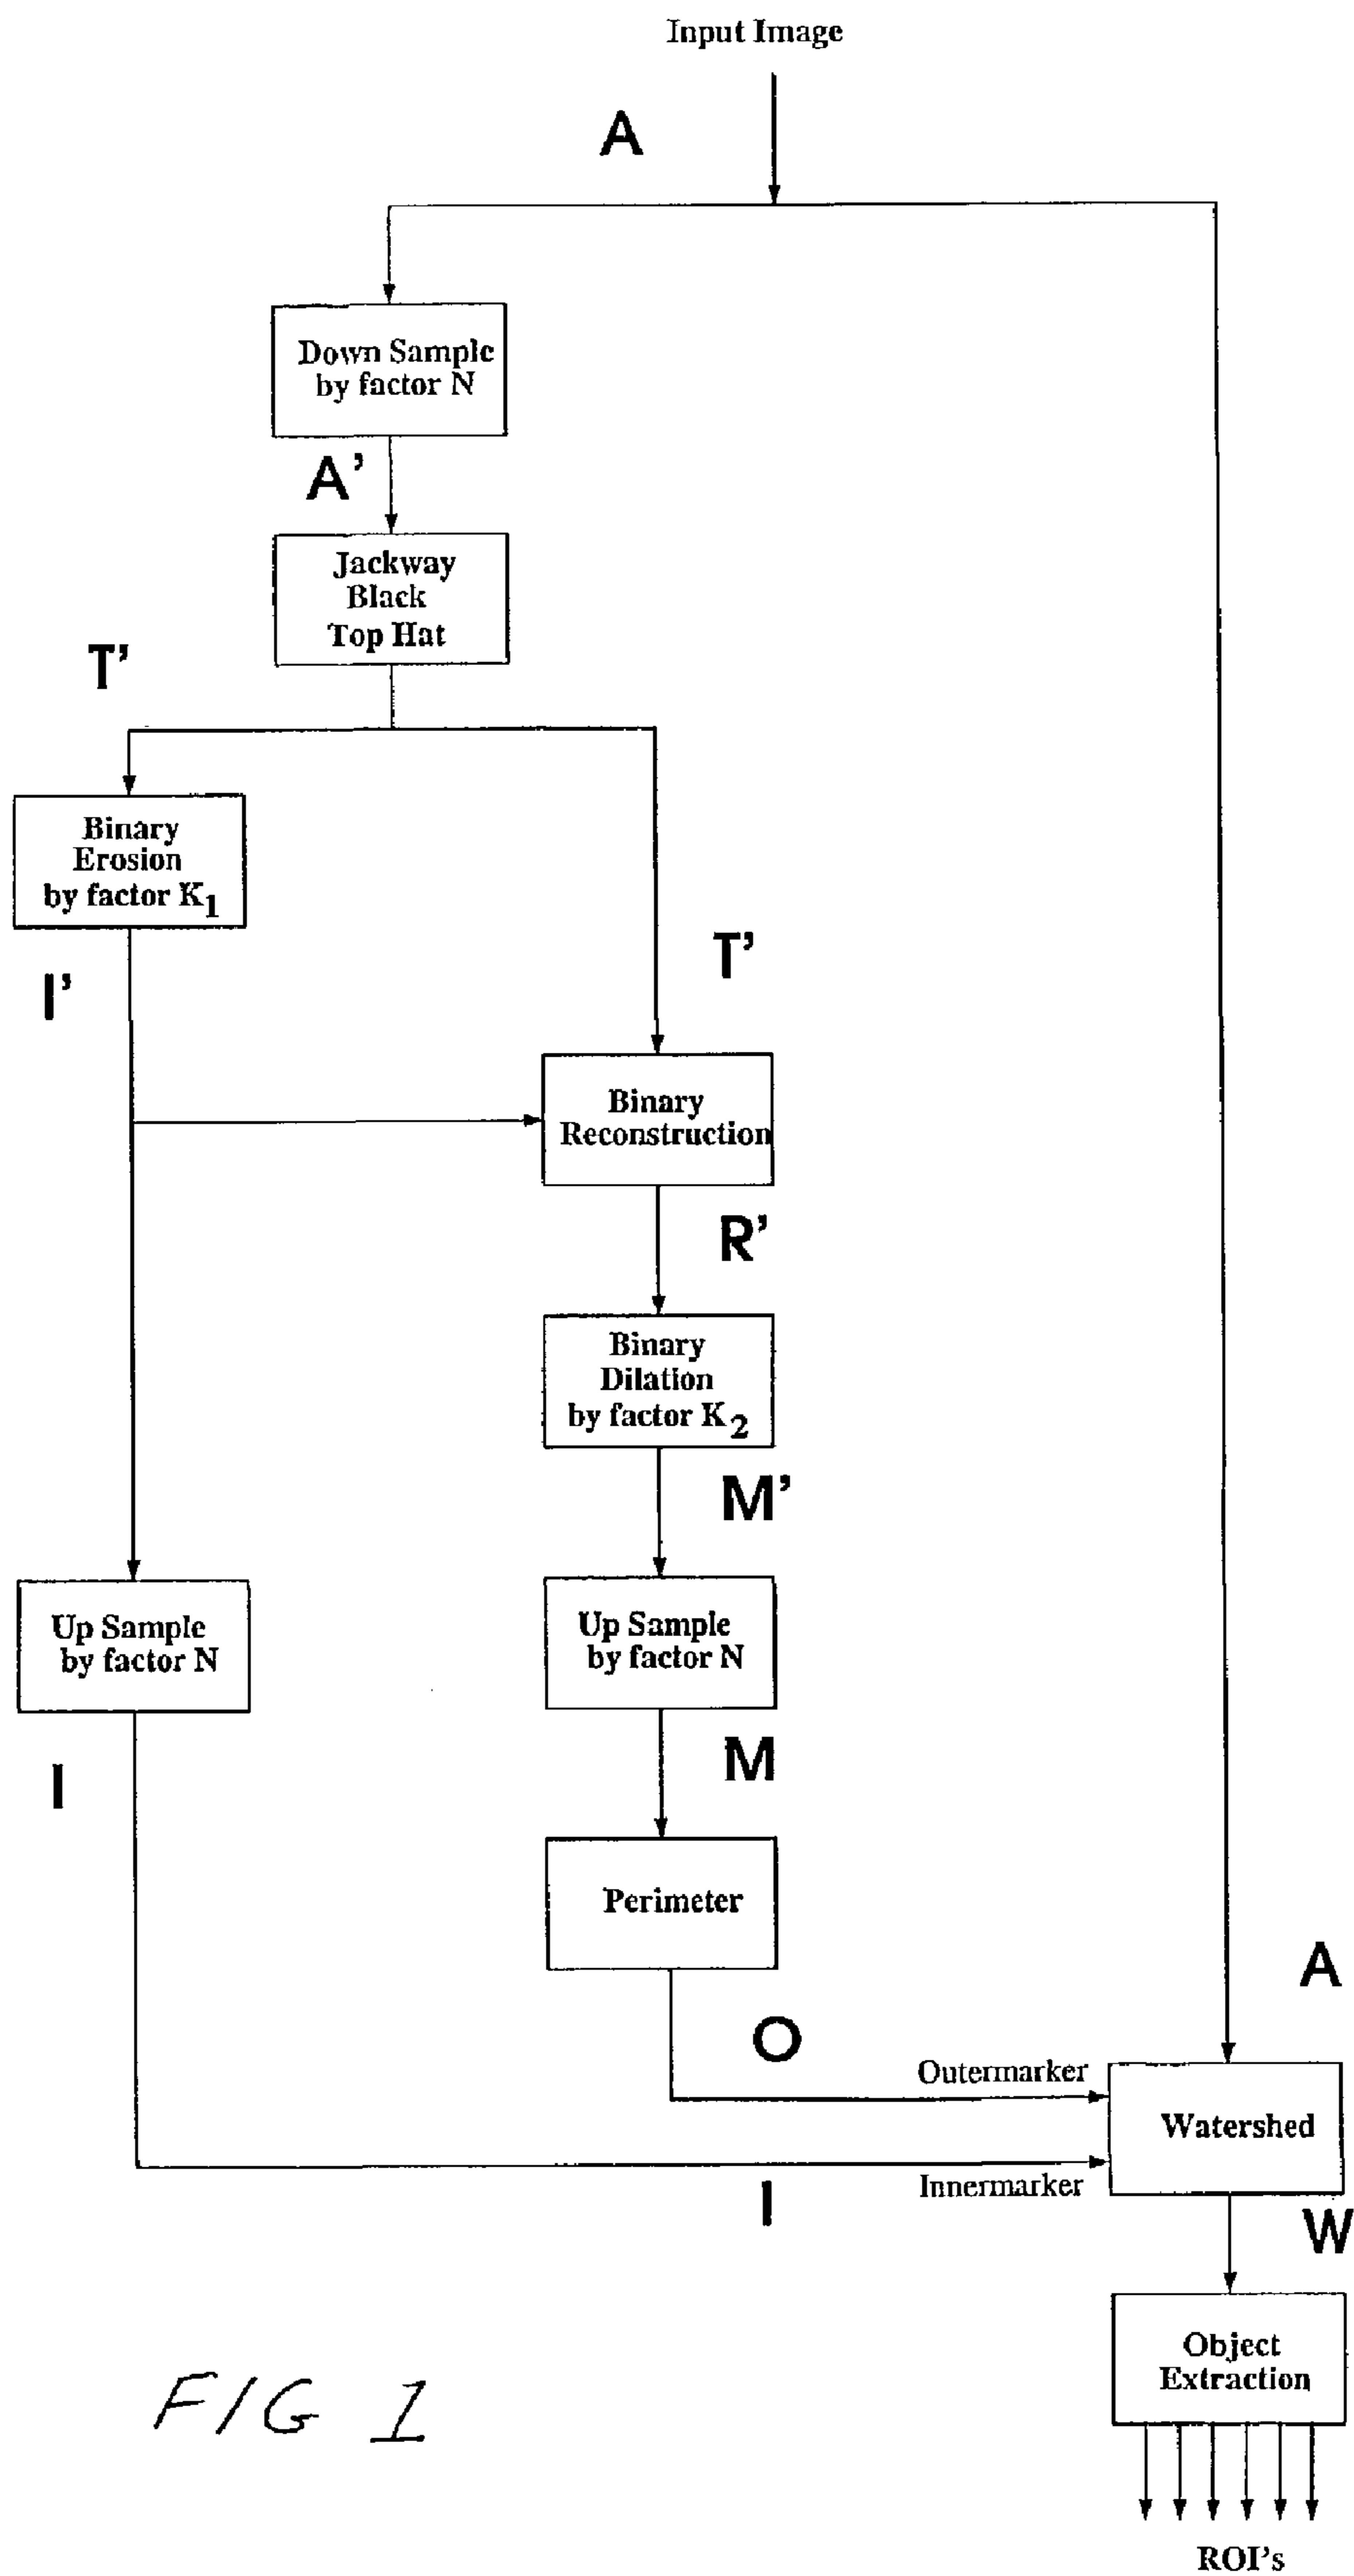 Input Image
A
Down Sample
by factor N
A’
Jackway
Black
Top Hat
T’
Binary
Erosion
by factor K1
I’
T’
Binary
Reconstruction
R’
Binary
Dilation
by factor K2
M’
Up Sample
by factor N
Up Sample
by factor N
I
M
Perimeter
A
O
Outermarker
Watershed
Innermarker
I
W
Object
Extraction
FIG 1
ROI’s